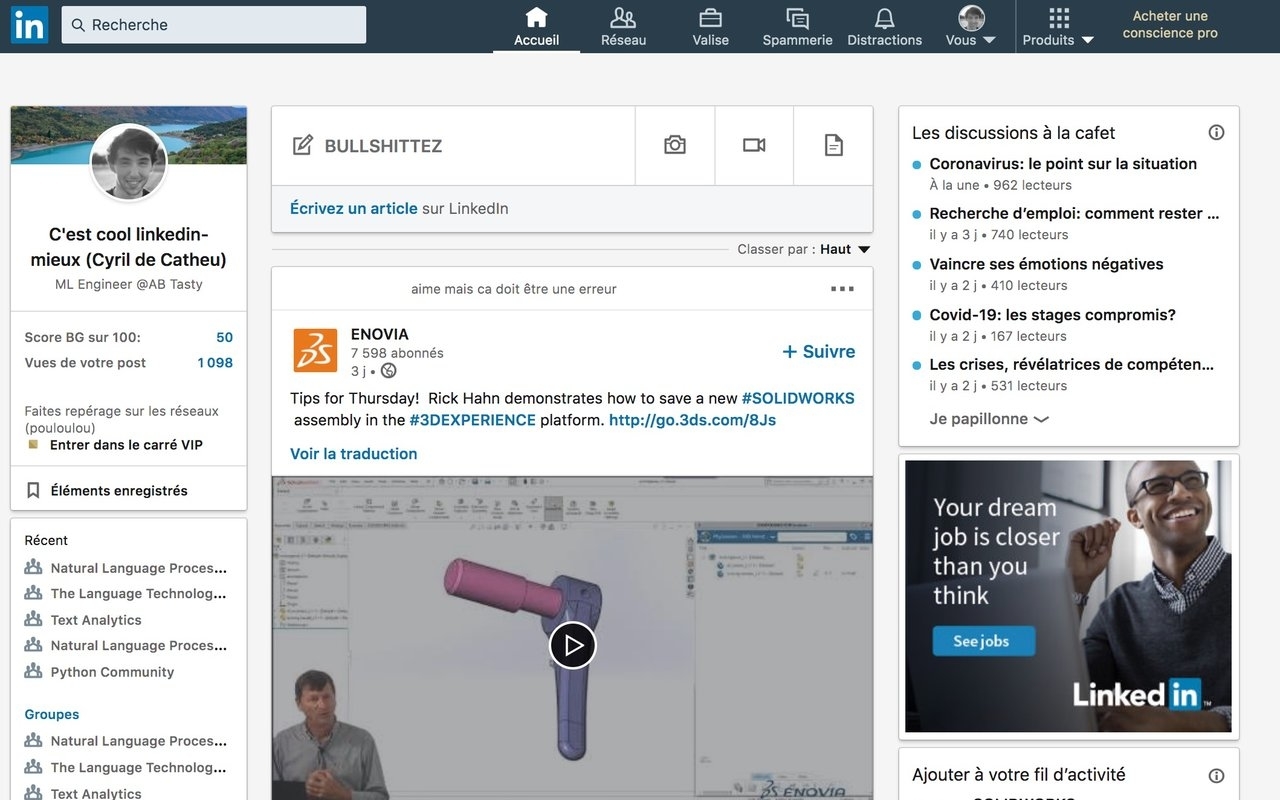 in
Recherche
Accueil
Réseau
Valise
Spammerie
Distractions
Vous
Produits
Acheter une
conscience pro
C'est cool linkedin-
mieux (Cyril de Catheu)
ML Engineer @AB Tasty
Score BG sur 100: 50
Vues de votre post 1 098
Faites repérage sur les réseaux
(pouloulou)
Entrer dans le carré VIP
Éléments enregistrés
Récent
Natural Language Proces...
The Language Technolog...
Text Analytics
Natural Language Proces...
Python Community
Groupes
Natural Language Proces...
The Language Technolog...
Text Analytics
BULLSHITTEZ
Écrivez un article sur LinkedIn
Classer par : Haut
aime mais ca doit être une erreur
ENOVIA
7 598 abonnés
3 j •
+ Suivre
Tips for Thursday! Rick Hahn demonstrates how to save a new #SOLIDWORKS
assembly in the #3DEXPERIENCE platform. http://go.3ds.com/8Js
Voir la traduction
ENOVIA
Les discussions à la cafet
Coronavirus: le point sur la situation
À la une • 962 lecteurs
Recherche d’emploi: comment rester ...
il y a 3 j • 740 lecteurs
Vaincre ses émotions négatives
il y a 2 j • 410 lecteurs
Covid-19: les stages compromis?
il y a 2 j • 167 lecteurs
Les crises, révélatrices de compéten...
il y a 2 j • 531 lecteurs
Je papillonne
Your dream
job is closer
than you
think
See jobs
Linked in ™
Ajouter à votre fil d’activité
SOLIDWORKS